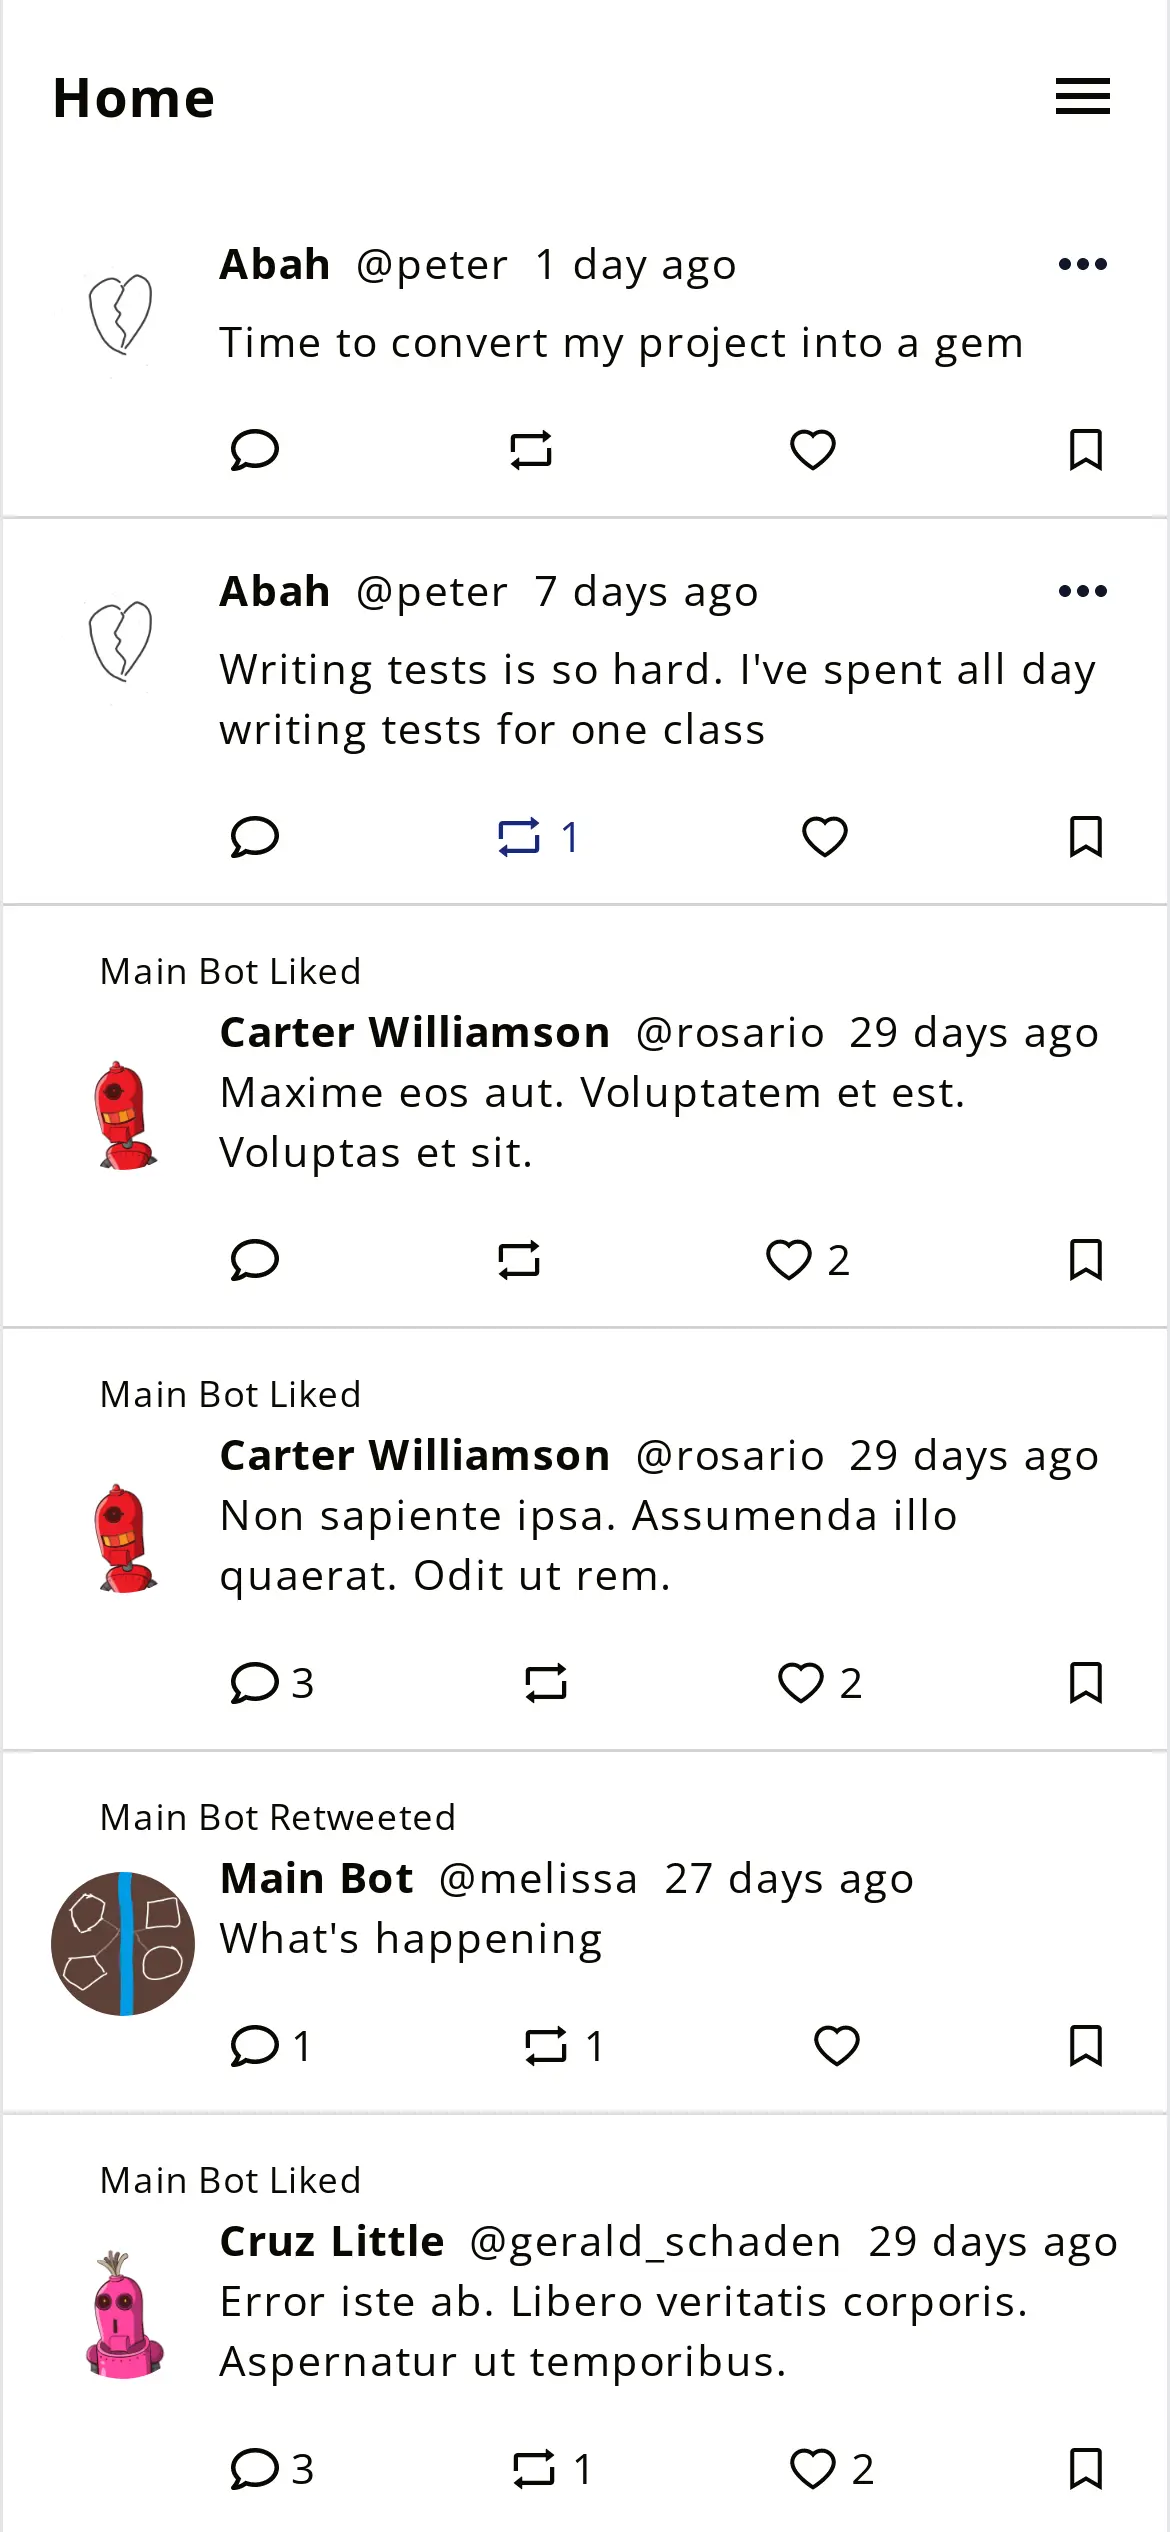 Home
Abah @peter 1 day ago
Time to convert my project into a gem
Abah @peter 7 days ago
Writing tests is so hard. I've spent all day
writing tests for one class
1
Main Bot Liked
Carter Williamson @rosario 29 days ago
Maxime eos aut. Voluptatem et est.
Voluptas et sit.
2
Main Bot Liked
Carter Williamson @rosario 29 days ago
Non sapiente ipsa. Assumenda illo
quaerat. Odit ut rem.
3 2
Main Bot Retweeted
Main Bot @melissa 27 days ago
What's happening
1 1
Main Bot Liked
Cruz Little @gerald_schaden 29 days ago
Error iste ab. Libero veritatis corporis.
Aspernatur ut temporibus.
3 1 2